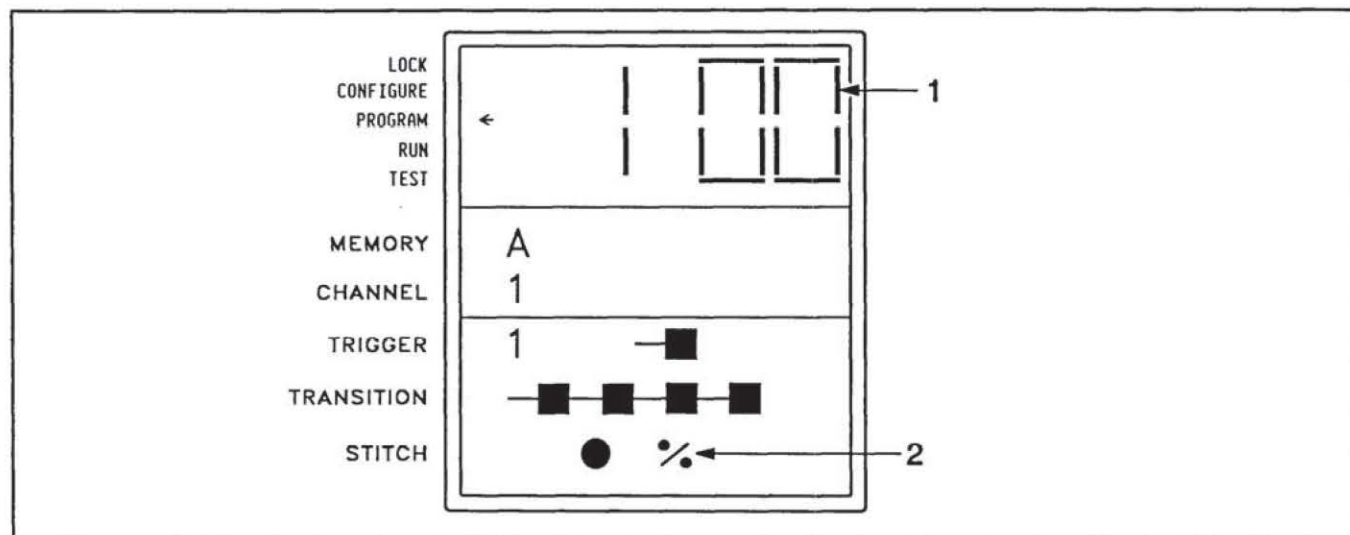 LOCK
CONFIGURE
PROGRAM ←
RUN
TEST
100
1
MEMORY A
CHANNEL 1
TRIGGER 1
TRANSITION
STITCH %
2